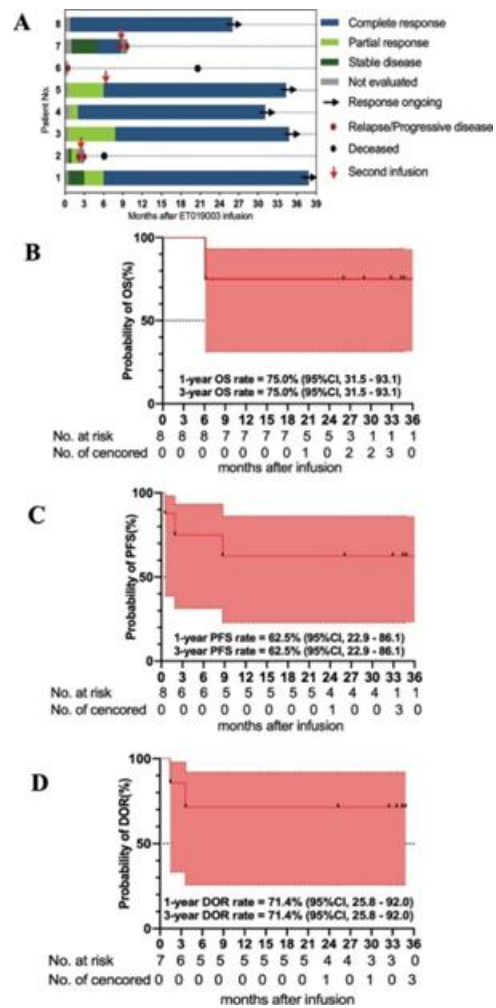 A
Patient No.
8
7
6
5
4
3
2
1
0 3 6 9 12 15 18 21 24 27 30 33 36 39
Months after ET019003 infusion
Complete response
Partial response
Stable disease
Not evaluated
Response ongoing
Relapse/Progressive disease
Deceased
Second infusion
B
Probability of OS(%)
100
50
1-year OS rate = 75.0% (95%CI, 31.5 - 93.1)
3-year OS rate = 75.0% (95%CI, 31.5 - 93.1)
0 3 6 9 12 15 18 21 24 27 30 33 36
No. at risk 8 8 8 7 7 7 7 5 5 3 1 1 1
No. of cencored 0 0 0 0 0 0 0 1 0 2 2 3 0
months after infusion
C
Probability of PFS(%)
100
50
1-year PFS rate = 62.5% (95%CI, 22.9 - 86.1)
3-year PFS rate = 62.5% (95%CI, 22.9 - 86.1)
0 3 6 9 12 15 18 21 24 27 30 33 36
No. at risk 8 6 6 5 5 5 5 5 4 4 4 1 1
No. of cencored 0 0 0 0 0 0 0 0 1 0 0 3 0
months after infusion
D
Probability of DOR(%)
100
50
1-year DOR rate = 71.4% (95%CI, 25.8 - 92.0)
3-year DOR rate = 71.4% (95%CI, 25.8 - 92.0)
0 3 6 9 12 15 18 21 24 27 30 33 36
No. at risk 7 6 5 5 5 5 5 5 4 4 3 3 0
No. of cencored 0 0 0 0 0 0 0 0 1 0 1 0 3
months after infusion